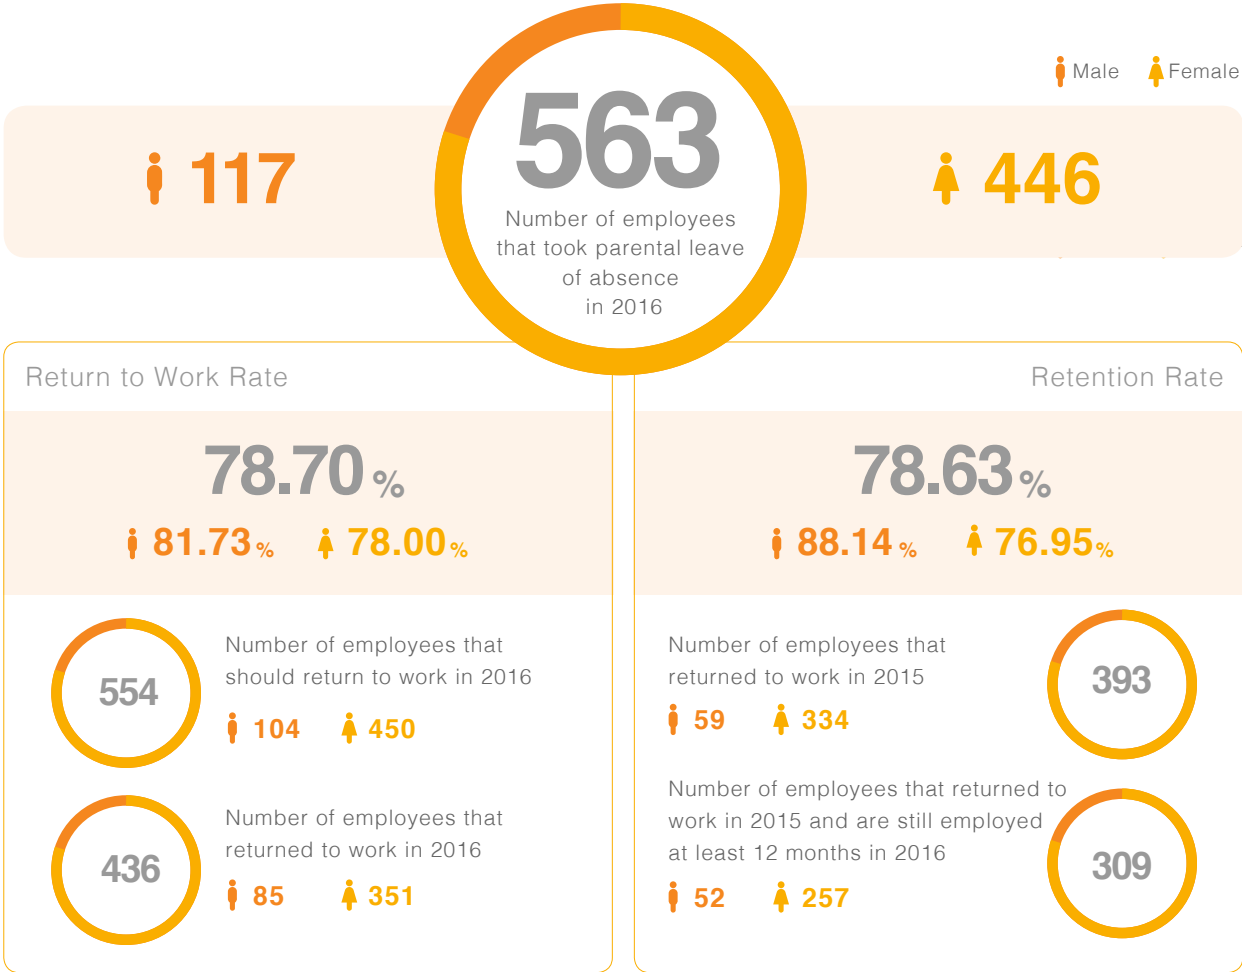 Male Female
117
563
Number of employees
that took parental leave
of absence
in 2016
446
Return to Work Rate
78.70 %
81.73 % 78.00 %
554
Number of employees that
should return to work in 2016
104 450
436
Number of employees that
returned to work in 2016
85 351
Retention Rate
78.63 %
88.14 % 76.95 %
Number of employees that
returned to work in 2015
59 334
393
Number of employees that returned to
work in 2015 and are still employed
at least 12 months in 2016
52 257
309